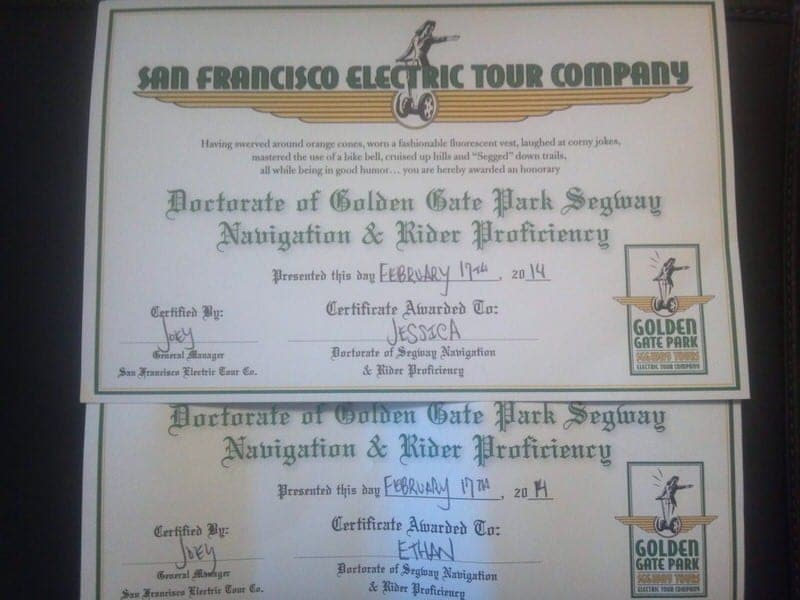 SAN FRANCISCO ELECTRIC TOUR COMPANY
Having swerved around orange cones, worn a fashionable fluorescent vest, laughed at corny jokes,
mastered the use of a bike bell, cruised up hills and "Segged" down trails,
all while being in good humor... you are hereby awarded an honorary
Doctorate of Golden Gate Park Segway
Navigation & Rider Proficiency
Presented this day FEBRUARY 17TH, 2014
Certified By:
JOEY
General Manager
San Francisco Electric Tour Co.
Certificate Awarded To:
JESSICA
Doctorate of Segway Navigation
& Rider Proficiency
GOLDEN
GATE PARK
SEGWAY TOURS
ELECTRIC TOUR COMPANY
Doctorate of Golden Gate Park Segway
Navigation & Rider Proficiency
Presented this day FEBRUARY 17TH, 2014
Certified By:
JOEY
General Manager
San Francisco Electric Tour Co.
Certificate Awarded To:
ETHAN
Doctorate of Segway Navigation
& Rider Proficiency
GOLDEN
GATE PARK
SEGWAY TOURS
ELECTRIC TOUR COMPANY